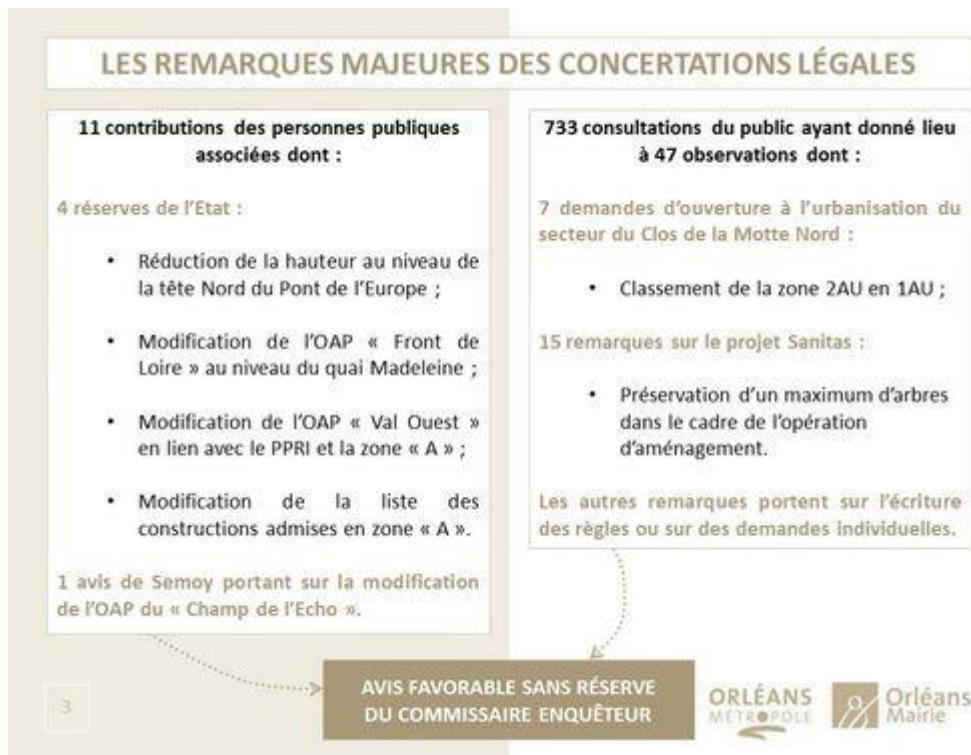 LES REMARQUES MAJEURES DES CONCERTATIONS LÉGALES
11 contributions des personnes publiques
associées dont :
4 réserves de l'Etat :
• Réduction de la hauteur au niveau de
la tête Nord du Pont de l'Europe ;
• Modification de l'OAP « Front de
Loire » au niveau du quai Madeleine ;
• Modification de l'OAP « Val Ouest »
en lien avec le PPRI et la zone « A » ;
• Modification de la liste des
constructions admises en zone « A ».
1 avis de Semoy portant sur la modification
de l'OAP du « Champ de l'Echo ».
733 consultations du public ayant donné lieu
à 47 observations dont :
7 demandes d'ouverture à l'urbanisation du
secteur du Clos de la Motte Nord :
• Classement de la zone 2AU en 1AU ;
15 remarques sur le projet Sanitas :
• Préservation d'un maximum d'arbres
dans le cadre de l'opération
d'aménagement.
Les autres remarques portent sur l'écriture
des règles ou sur des demandes individuelles.
AVIS FAVORABLE SANS RÉSERVE
DU COMMISSAIRE ENQUÊTEUR
3
ORLÉANS
MÉTROPOLE
Orléans
Mairie